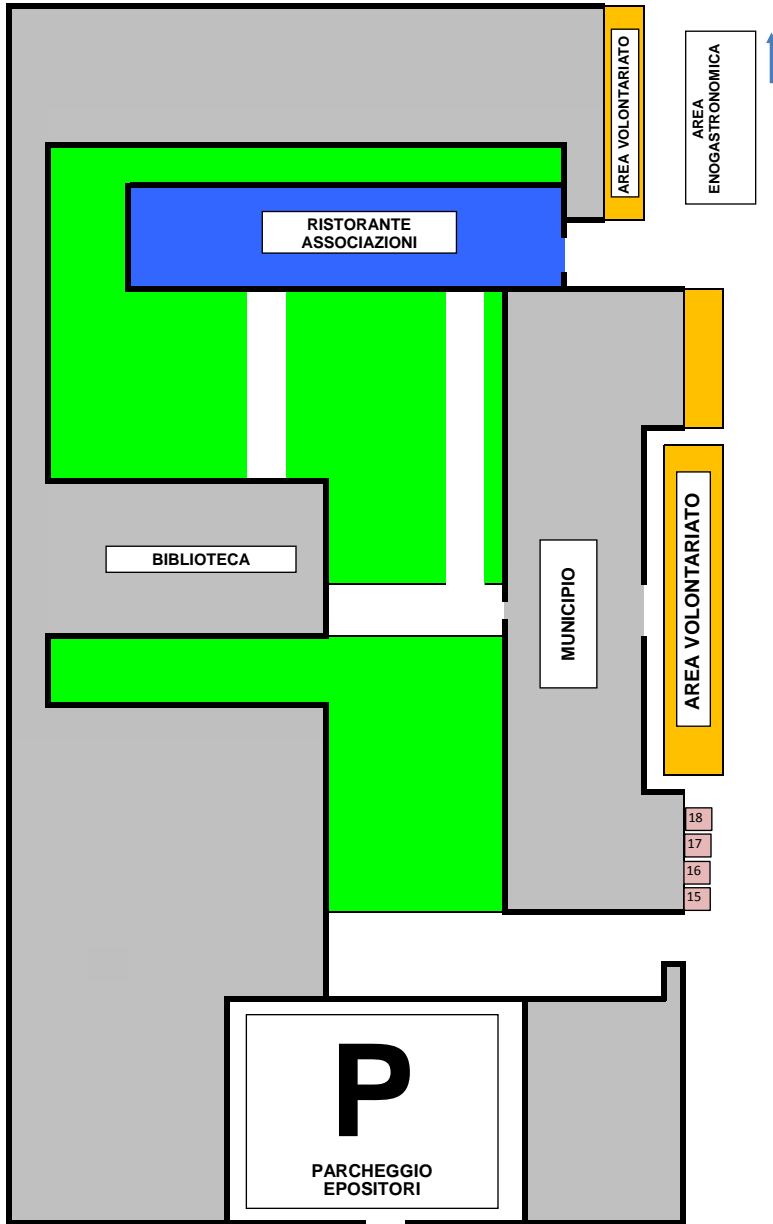 AREA VOLONTARIATO
AREA
ENOGASTRONOMICA
RISTORANTE
ASSOCIAZIONI
BIBLIOTECA
MUNICIPIO
AREA VOLONTARIATO
18
17
16
15
P
PARCHEGGIO
EPOSITORI